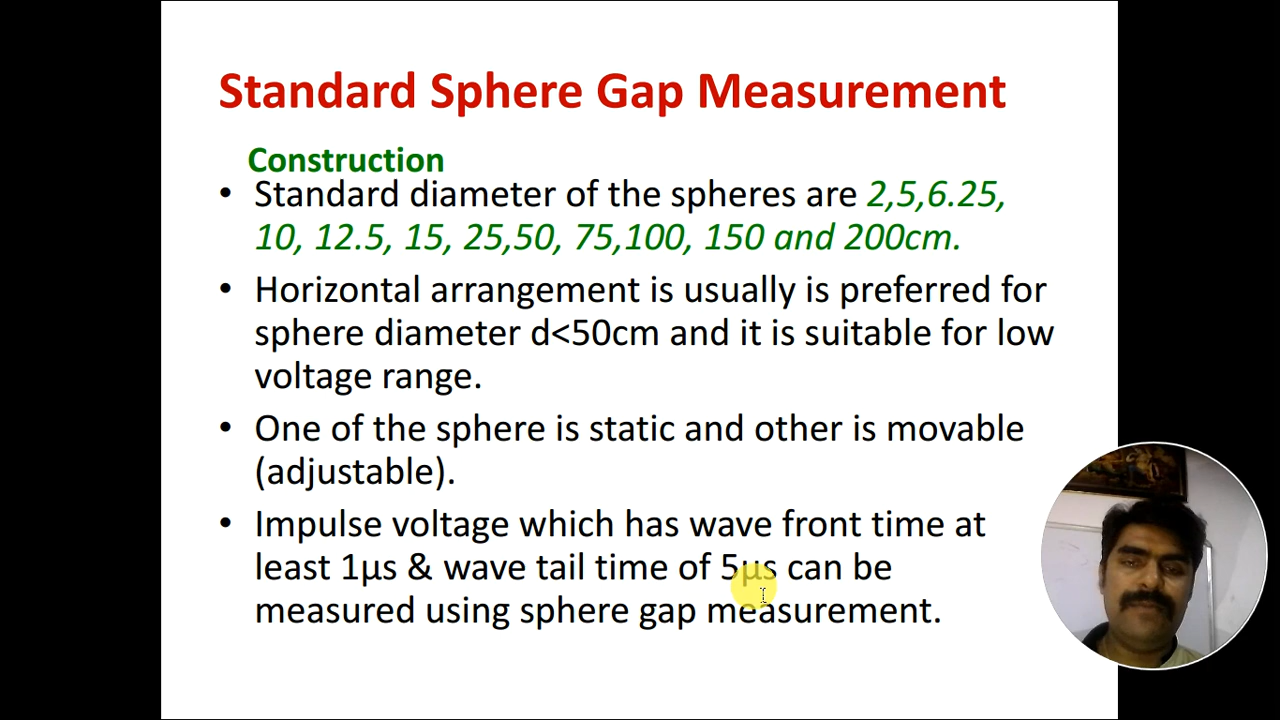 Standard Sphere Gap Measurement
Construction
• Standard diameter of the spheres are 2,5,6.25,
10, 12.5, 15, 25,50, 75,100, 150 and 200cm.
• Horizontal arrangement is usually is preferred for
sphere diameter d<50cm and it is suitable for low
voltage range.
• One of the sphere is static and other is movable
(adjustable).
• Impulse voltage which has wave front time at
least 1µs & wave tail time of 5µs can be
measured using sphere gap measurement.